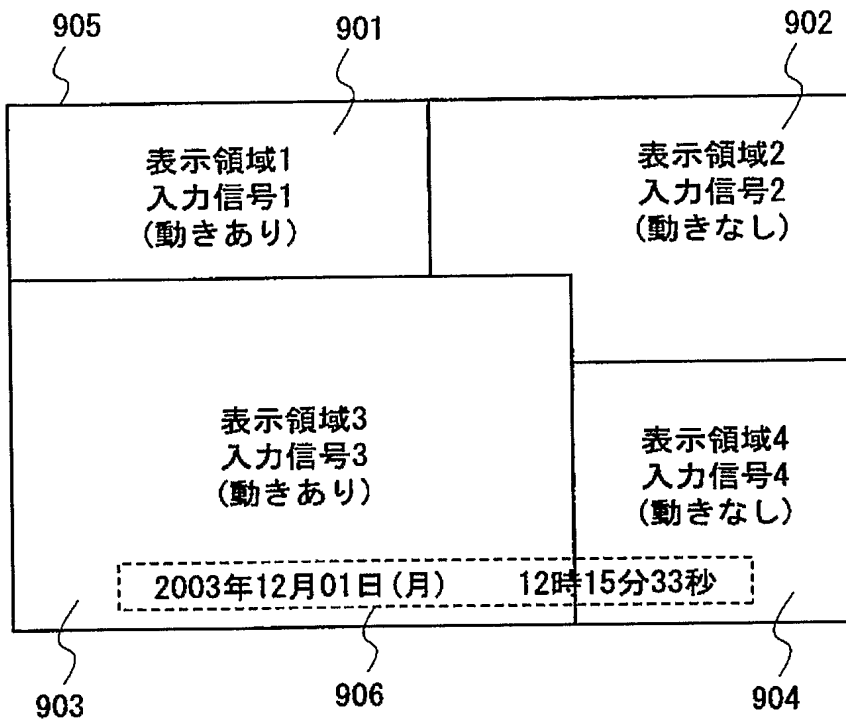 905
901
902
表示領域1
入力信号1
(動きあり)
表示領域2
入力信号2
(動きなし)
表示領域3
入力信号3
(動きあり)
表示領域4
入力信号4
(動きなし)
2003年12月01日(月) 12時15分33秒
903
906
904